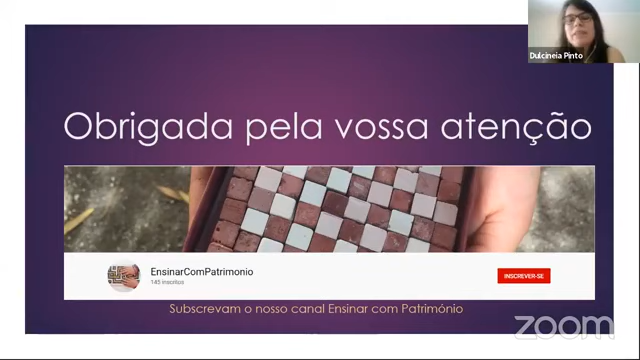 Dulcineia Pinto
Obrigada pela vossa atenção
EnsinarComPatrimonio
145 inscritos
INSCREVER-SE
Subscrevam o nosso canal Ensinar com Património
zoom